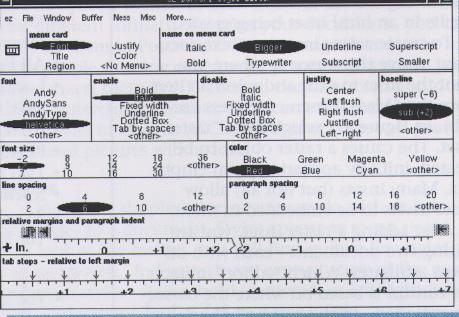 ez File Window Buffer Ness Misc More...
menu card
Font Justify
Title Color
Region <No Menu>
name on menu card
Italic Bigger Underline Superscript
Bold Typewriter Subscript Smaller
font
Andy
AndySans
AndyType
helvetica
<other>
enable
Bold
Italic
Fixed width
Underline
Dotted Box
Tab by spaces
<other>
disable
Bold
Italic
Fixed width
Underline
Dotted Box
Tab by spaces
<other>
justify
Center
Left flush
Right flush
Justified
Left-right
baseline
super (-6)
sub (+2)
<other>
font size
-2 8 12 18 36
9 14 24 <other>
7 10 16 30
color
Black Green Magenta Yellow
Red Blue Cyan <other>
line spacing
0 4 8 12
2 6 10 <other>
paragraph spacing
0 4 8 12 16 20
2 6 10 14 18 <other>
relative margins and paragraph indent
+ In. 0 +1 +2 -2 -1 0 +1
tab stops - relative to left margin
+1 +2 +3 +4 +5 +6 +7